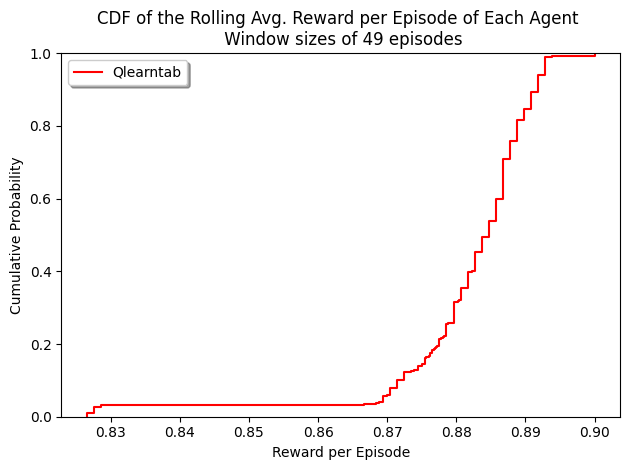 CDF of the Rolling Avg. Reward per Episode of Each Agent
Window sizes of 49 episodes
Qlearntab
Cumulative Probability
1.0
0.8
0.6
0.4
0.2
0.0
0.83 0.84 0.85 0.86 0.87 0.88 0.89 0.90
Reward per Episode